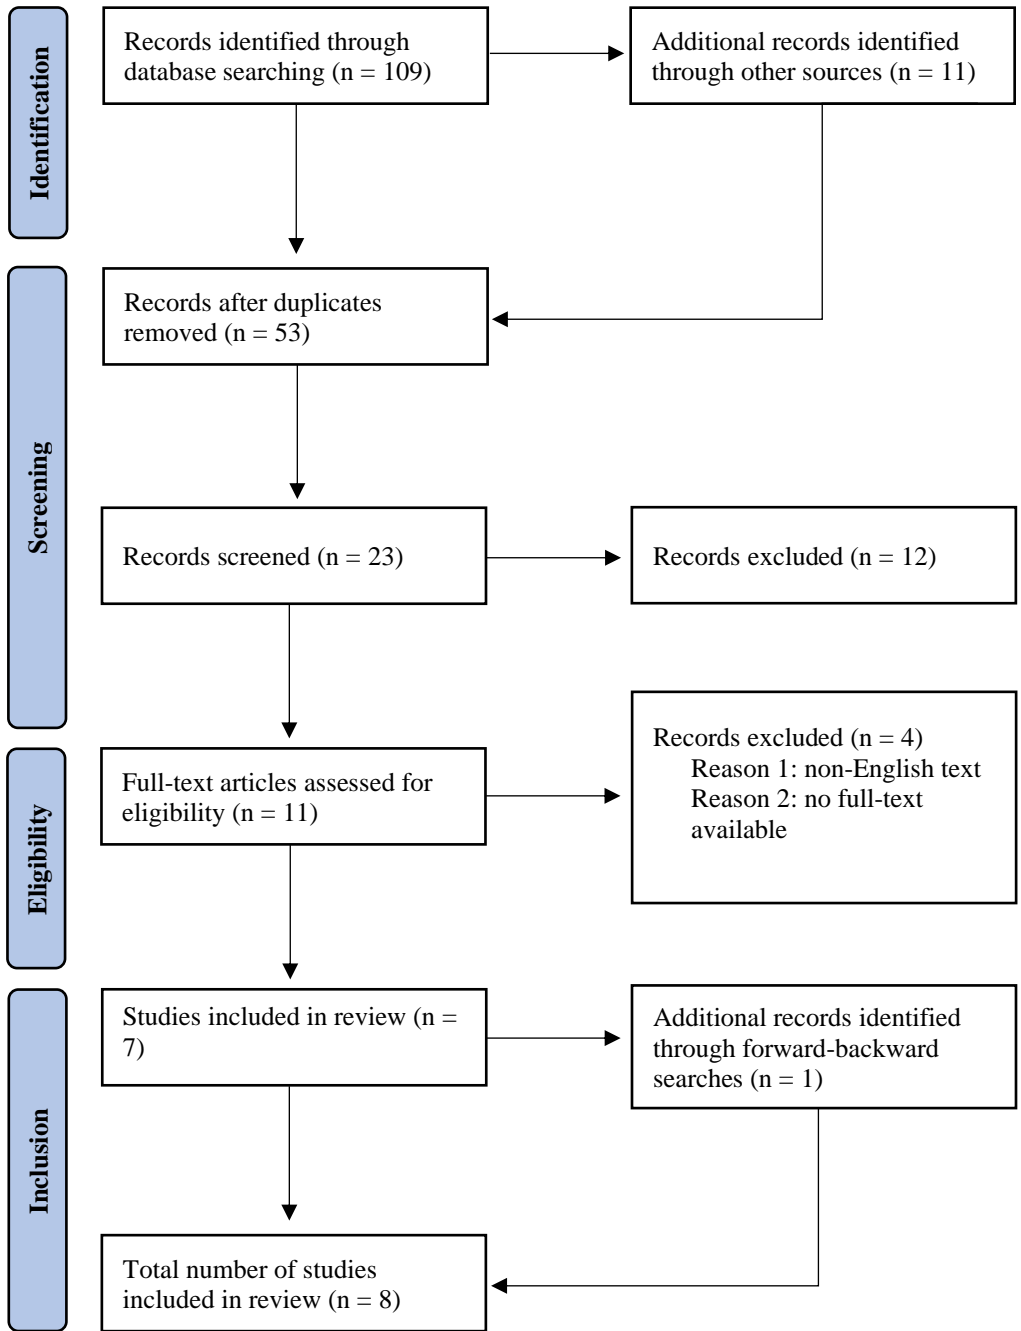 Identification
Records identified through
database searching (n = 109)
Additional records identified
through other sources (n = 11)
Screening
Records after duplicates
removed (n = 53)
Records screened (n = 23)
Records excluded (n = 12)
Eligibility
Full-text articles assessed for
eligibility (n = 11)
Records excluded (n = 4)
Reason 1: non-English text
Reason 2: no full-text
available
Inclusion
Studies included in review (n =
7)
Additional records identified
through forward-backward
searches (n = 1)
Total number of studies
included in review (n = 8)